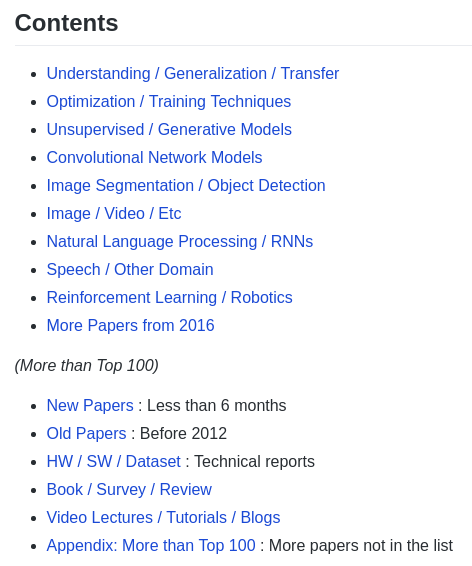 Contents
Understanding / Generalization / Transfer
Optimization / Training Techniques
Unsupervised / Generative Models
Convolutional Network Models
Image Segmentation / Object Detection
Image / Video / Etc
Natural Language Processing / RNNs
Speech / Other Domain
Reinforcement Learning / Robotics
More Papers from 2016
(More than Top 100)
New Papers : Less than 6 months
Old Papers : Before 2012
HW / SW / Dataset : Technical reports
Book / Survey / Review
Video Lectures / Tutorials / Blogs
Appendix: More than Top 100 : More papers not in the list